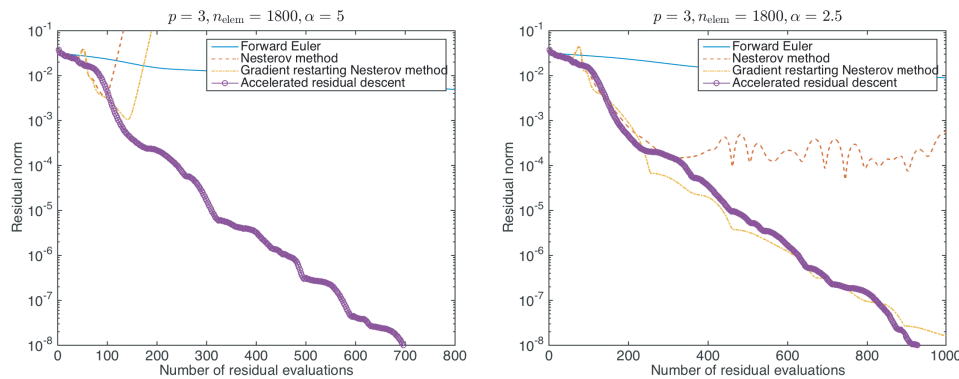 p = 3, n_elem = 1800, α = 5
10^-1
10^-2
10^-3
10^-4
10^-5
10^-6
10^-7
10^-8
Residual norm
Forward Euler
Nesterov method
Gradient restarting Nesterov method
Accelerated residual descent
0 100 200 300 400 500 600 700 800
Number of residual evaluations
p = 3, n_elem = 1800, α = 2.5
10^-1
10^-2
10^-3
10^-4
10^-5
10^-6
10^-7
10^-8
Residual norm
Forward Euler
Nesterov method
Gradient restarting Nesterov method
Accelerated residual descent
0 200 400 600 800 1000
Number of residual evaluations